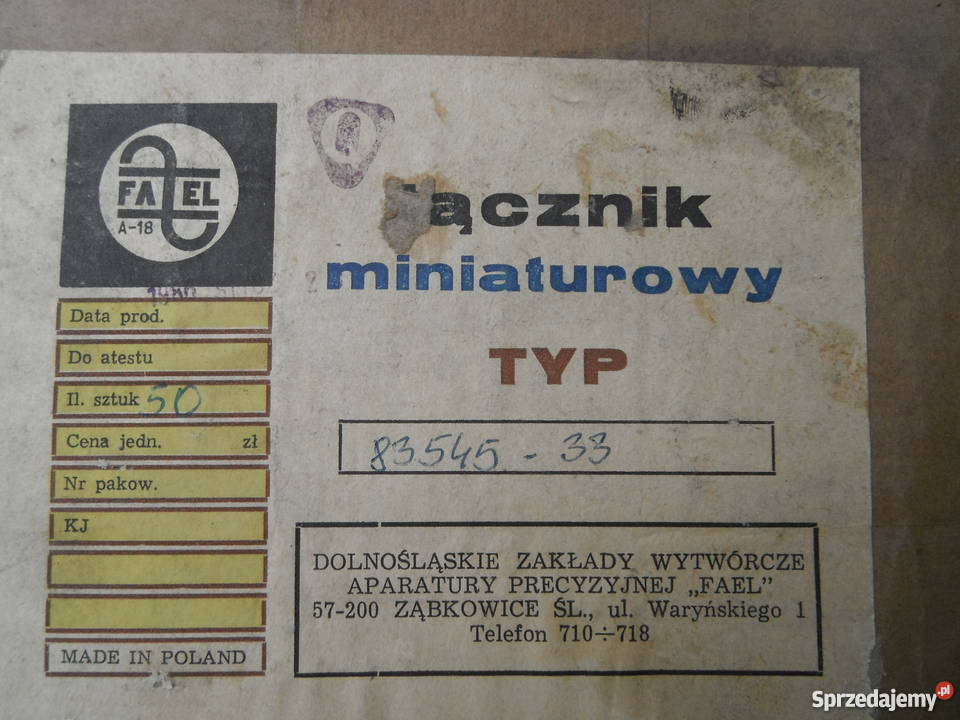 FAEL
A-18
łącznik
miniaturowy
TYP
83545 - 33
Data prod.
Do atestu
Il. sztuk 50
Cena jedn. zł
Nr pakow.
KJ
MADE IN POLAND
DOLNOŚLĄSKIE ZAKŁADY WYTWÓRCZE
APARATURY PRECYZYJNEJ „FAEL”
57-200 ZĄBKOWICE ŚL., ul. Waryńskiego 1
Telefon 710÷718
Sprzedajemy.pl